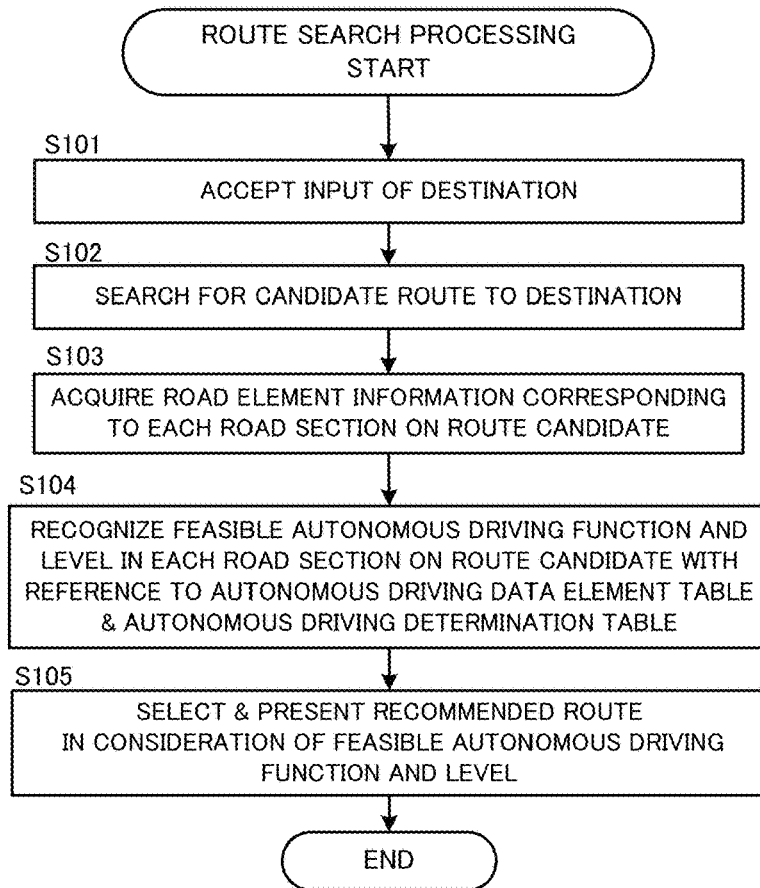 ROUTE SEARCH PROCESSING
START
S101
ACCEPT INPUT OF DESTINATION
S102
SEARCH FOR CANDIDATE ROUTE TO DESTINATION
S103
ACQUIRE ROAD ELEMENT INFORMATION CORRESPONDING
TO EACH ROAD SECTION ON ROUTE CANDIDATE
S104
RECOGNIZE FEASIBLE AUTONOMOUS DRIVING FUNCTION AND
LEVEL IN EACH ROAD SECTION ON ROUTE CANDIDATE WITH
REFERENCE TO AUTONOMOUS DRIVING DATA ELEMENT TABLE
& AUTONOMOUS DRIVING DETERMINATION TABLE
S105
SELECT & PRESENT RECOMMENDED ROUTE
IN CONSIDERATION OF FEASIBLE AUTONOMOUS DRIVING
FUNCTION AND LEVEL
END